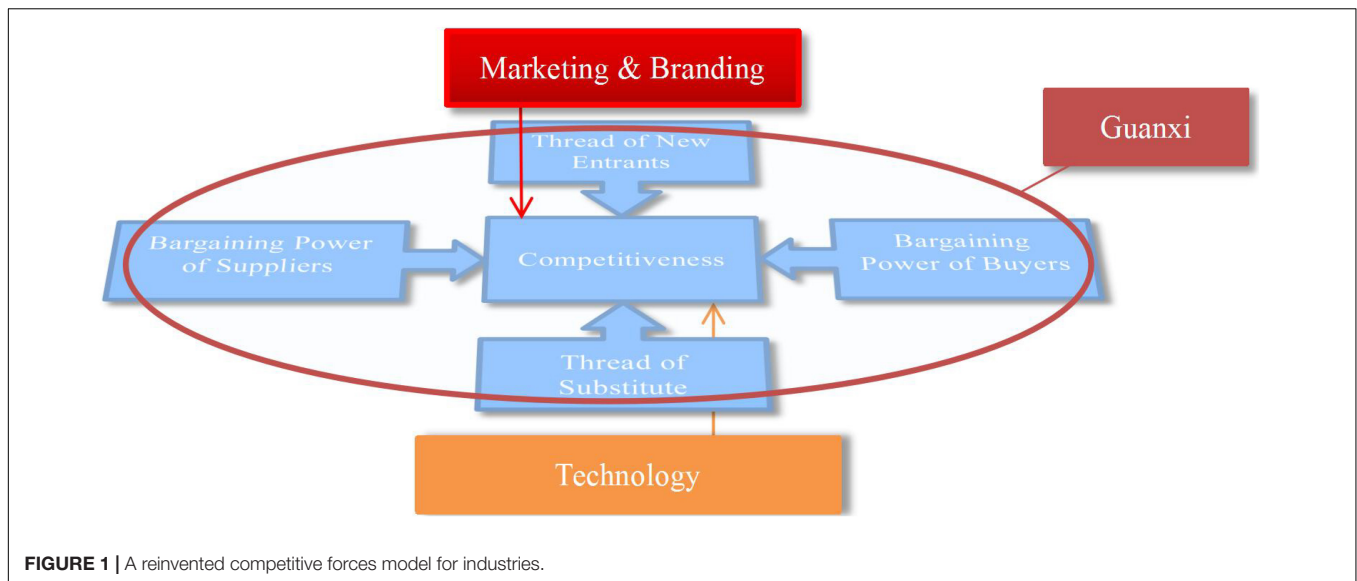 Marketing & Branding
Guanxi
Thread of New
Entrants
Bargaining Power
of Suppliers
Competitiveness
Bargaining
Power of Buyers
Thread of
Substitute
Technology
FIGURE 1 | A reinvented competitive forces model for industries.